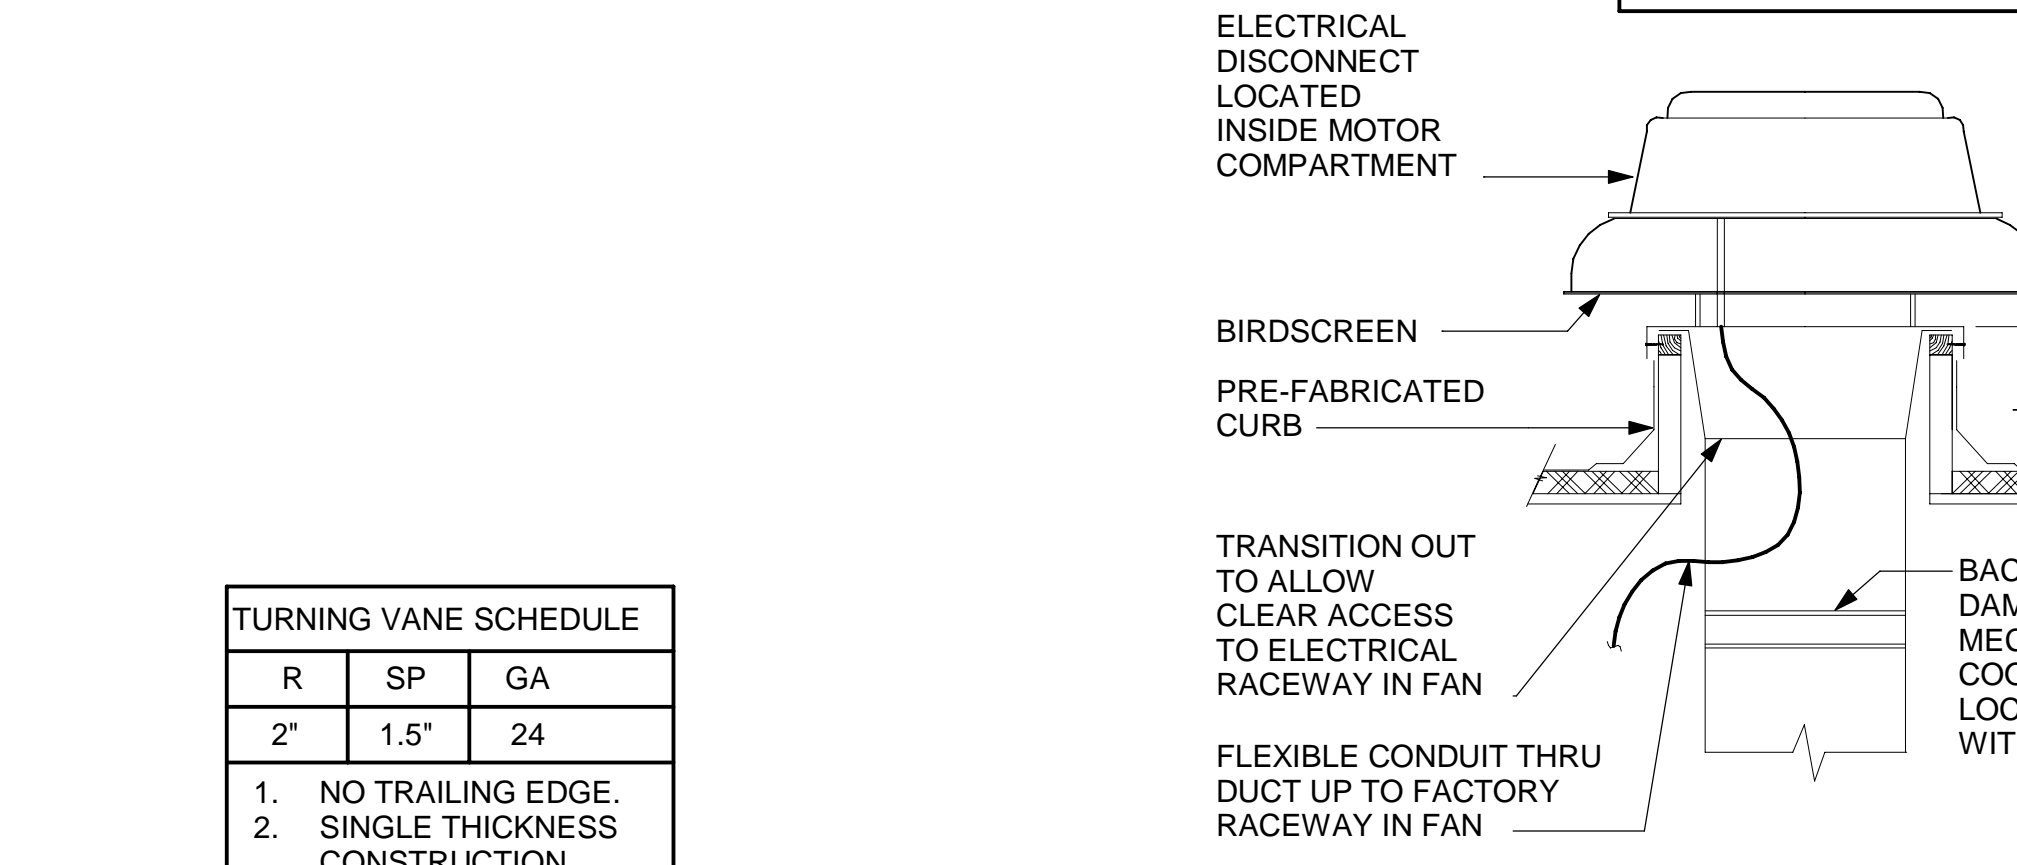 ELECTRICAL
DISCONNECT
LOCATED
INSIDE MOTOR
COMPARTMENT
BIRDSCREEN
PRE-FABRICATED
CURB
TRANSITION OUT
TO ALLOW
CLEAR ACCESS
TO ELECTRICAL
RACEWAY IN FAN
FLEXIBLE CONDUIT THRU
DUCT UP TO FACTORY
RACEWAY IN FAN
TURNING VANE SCHEDULE
R SP GA
2" 1.5" 24
1. NO TRAILING EDGE.
2. SINGLE THICKNESS
CONSTRUCTION